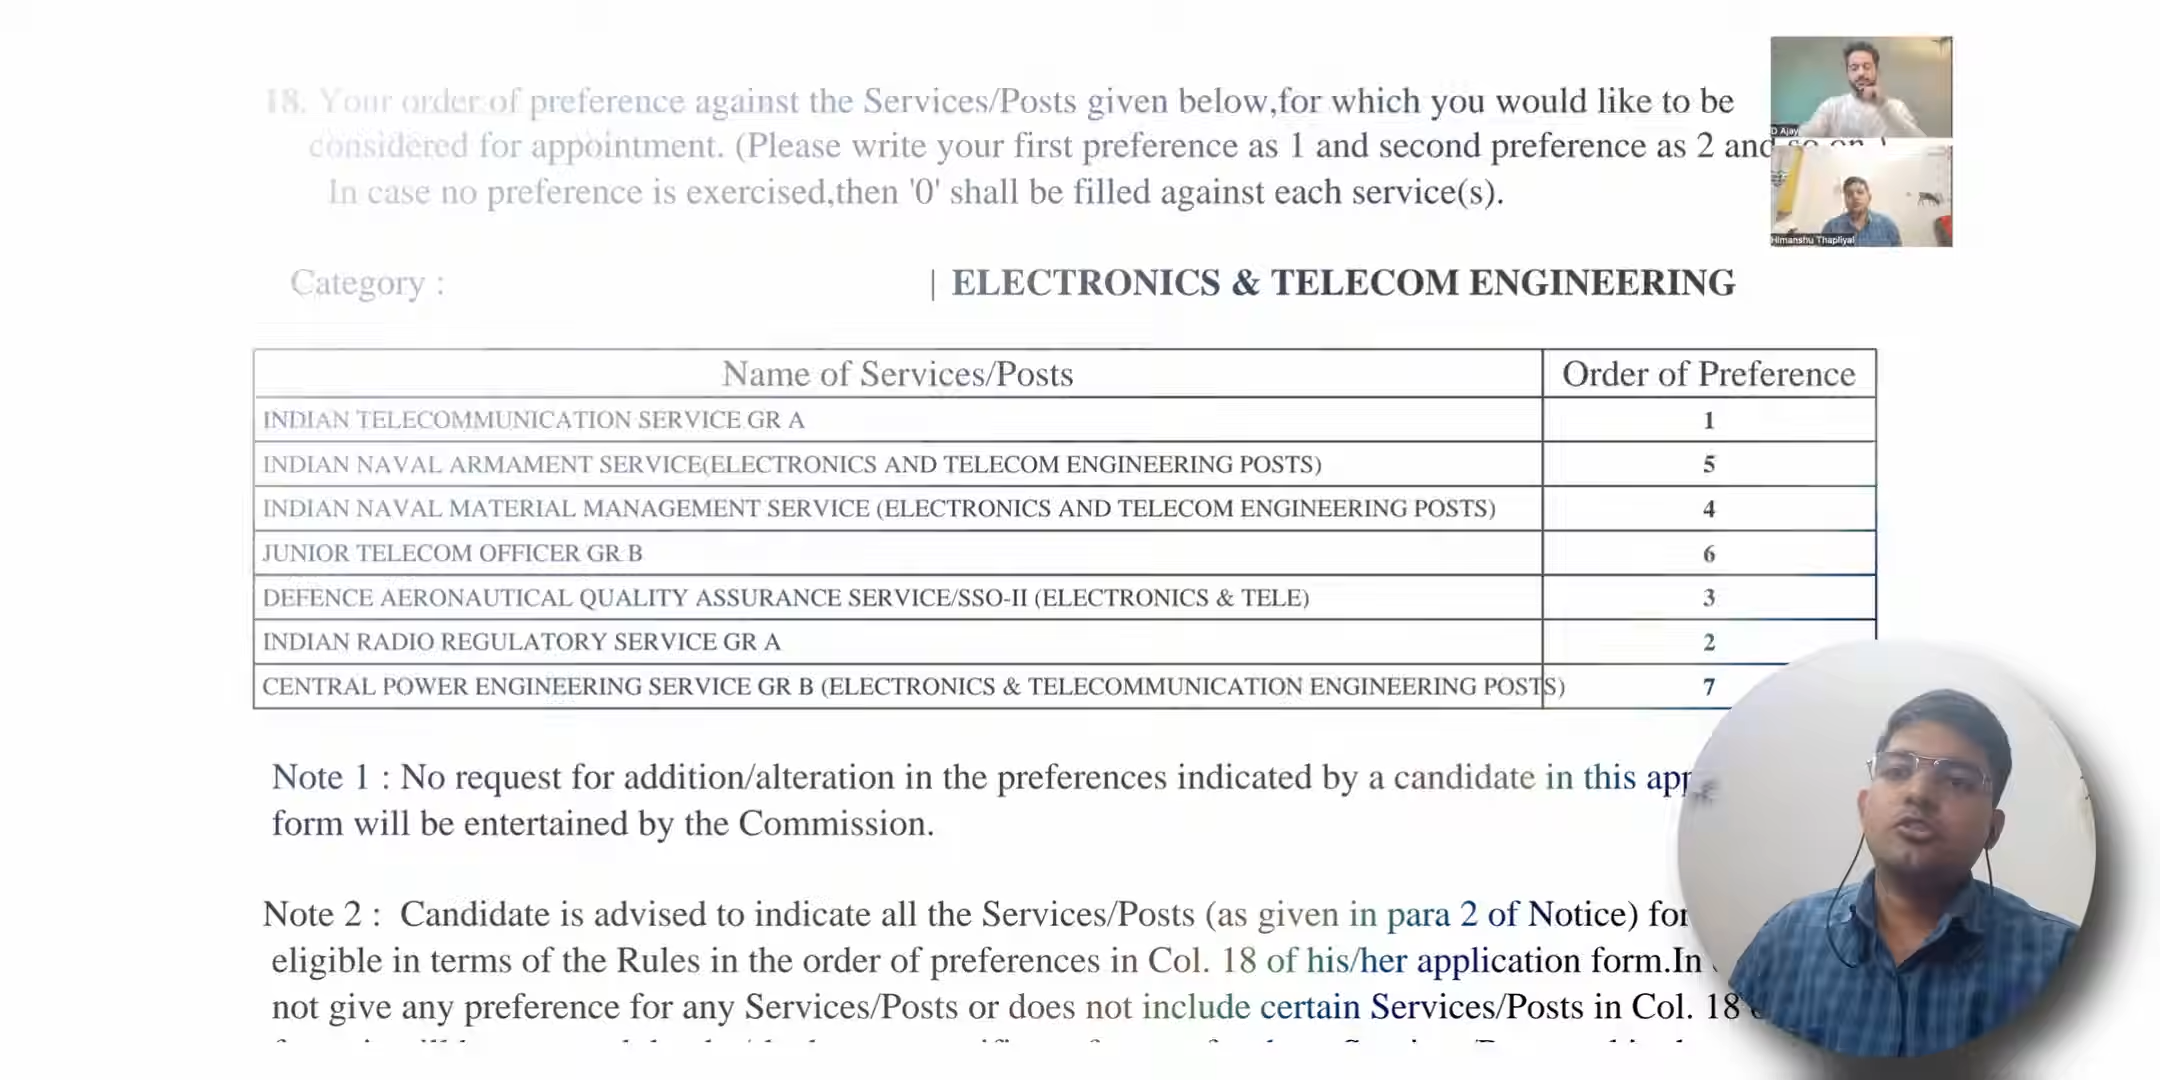 18. Your order of preference against the Services/Posts given below,for which you would like to be
considered for appointment. (Please write your first preference as 1 and second preference as 2 and so on.)
In case no preference is exercised,then '0' shall be filled against each service(s).
D Ajay
Himanshu Thapliyal
Category : | ELECTRONICS & TELECOM ENGINEERING
Name of Services/Posts Order of Preference
INDIAN TELECOMMUNICATION SERVICE GR A 1
INDIAN NAVAL ARMAMENT SERVICE(ELECTRONICS AND TELECOM ENGINEERING POSTS) 5
INDIAN NAVAL MATERIAL MANAGEMENT SERVICE (ELECTRONICS AND TELECOM ENGINEERING POSTS) 4
JUNIOR TELECOM OFFICER GR B 6
DEFENCE AERONAUTICAL QUALITY ASSURANCE SERVICE/SSO-II (ELECTRONICS & TELE) 3
INDIAN RADIO REGULATORY SERVICE GR A 2
CENTRAL POWER ENGINEERING SERVICE GR B (ELECTRONICS & TELECOMMUNICATION ENGINEERING POSTS) 7
Note 1 : No request for addition/alteration in the preferences indicated by a candidate in this
form will be entertained by the Commission.
Note 2 : Candidate is advised to indicate all the Services/Posts (as given in para 2 of Notice)
eligible in terms of the Rules in the order of preferences in Col. 18 of his/her application form.In
not give any preference for any Services/Posts or does not include certain Services/Posts in Col. 18